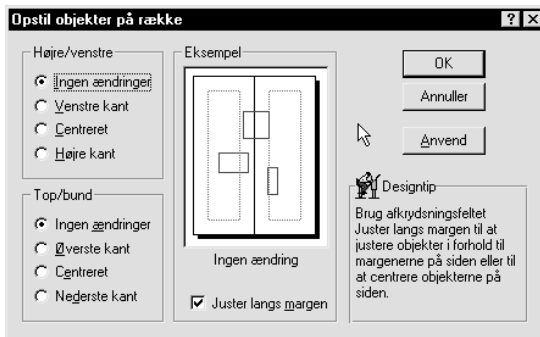 Opstil objekter på række
Højre/venstre
Ingen ændringer
Venstre kant
Centreret
Højre kant
Top/bund
Ingen ændringer
Øverste kant
Centreret
Nederste kant
Eksempel
Ingen ændring
Juster langs margen
OK
Annuller
Anvend
Designtip
Brug afkrydsningsfeltet
Juster langs margen til at
justere objekter i forhold til
margenerne på siden eller til
at centrere objekterne på
siden.